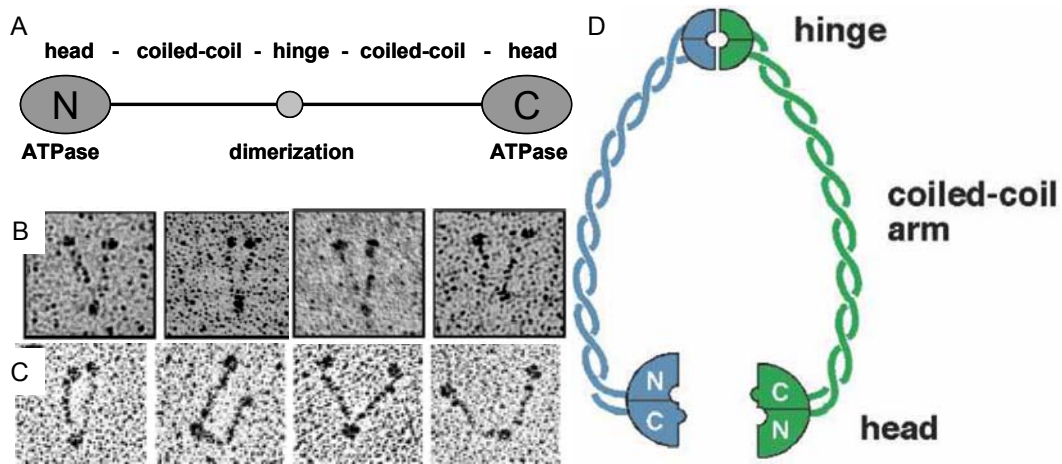 A
head - coiled-coil - hinge - coiled-coil - head
N
C
ATPase
dimerization
ATPase
B
C
D
hinge
coiled-coil
arm
N
C
C
N
head